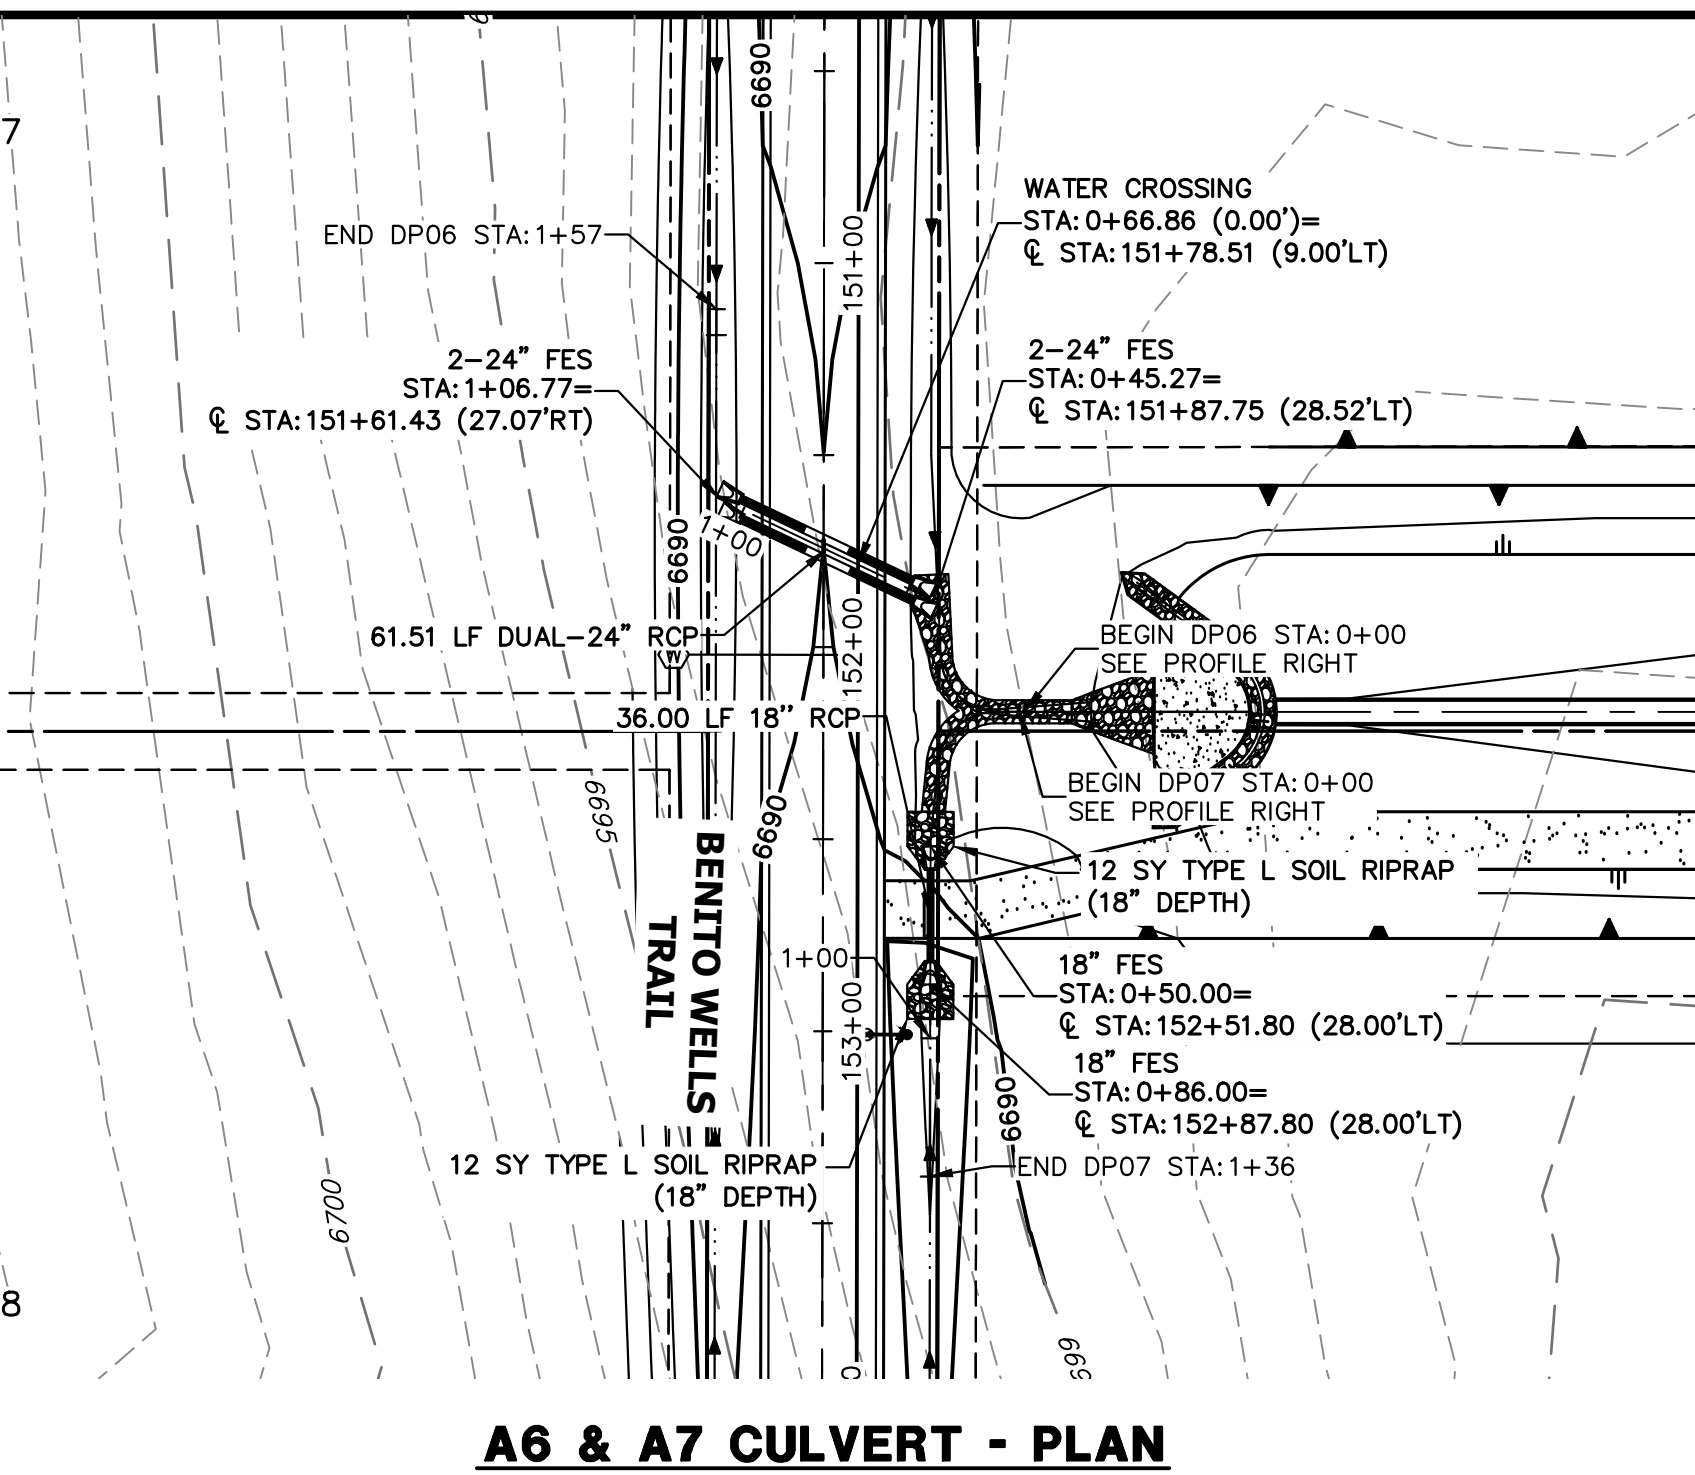 6690
7
WATER CROSSING
STA:0+66.86 (0.00')=
℄ STA:151+78.51 (9.00'LT)
END DP06 STA:1+57
151+00
2-24" FES
STA:1+06.77=
℄ STA:151+61.43 (27.07'RT)
2-24" FES
STA:0+45.27=
℄ STA:151+87.75 (28.52'LT)
1+00
6690
61.51 LF DUAL-24" RCP
W
152+00
BEGIN DP06 STA:0+00
SEE PROFILE RIGHT
36.00 LF 18" RCP
6695
6690
BEGIN DP07 STA:0+00
SEE PROFILE RIGHT
BENITO WELLS
TRAIL
12 SY TYPE L SOIL RIPRAP
(18" DEPTH)
1+00
18" FES
STA:0+50.00=
℄ STA:152+51.80 (28.00'LT)
153+00
18" FES
STA:0+86.00=
℄ STA:152+87.80 (28.00'LT)
6690
12 SY TYPE L SOIL RIPRAP
(18" DEPTH)
END DP07 STA:1+36
6700
8
A6 & A7 CULVERT - PLAN